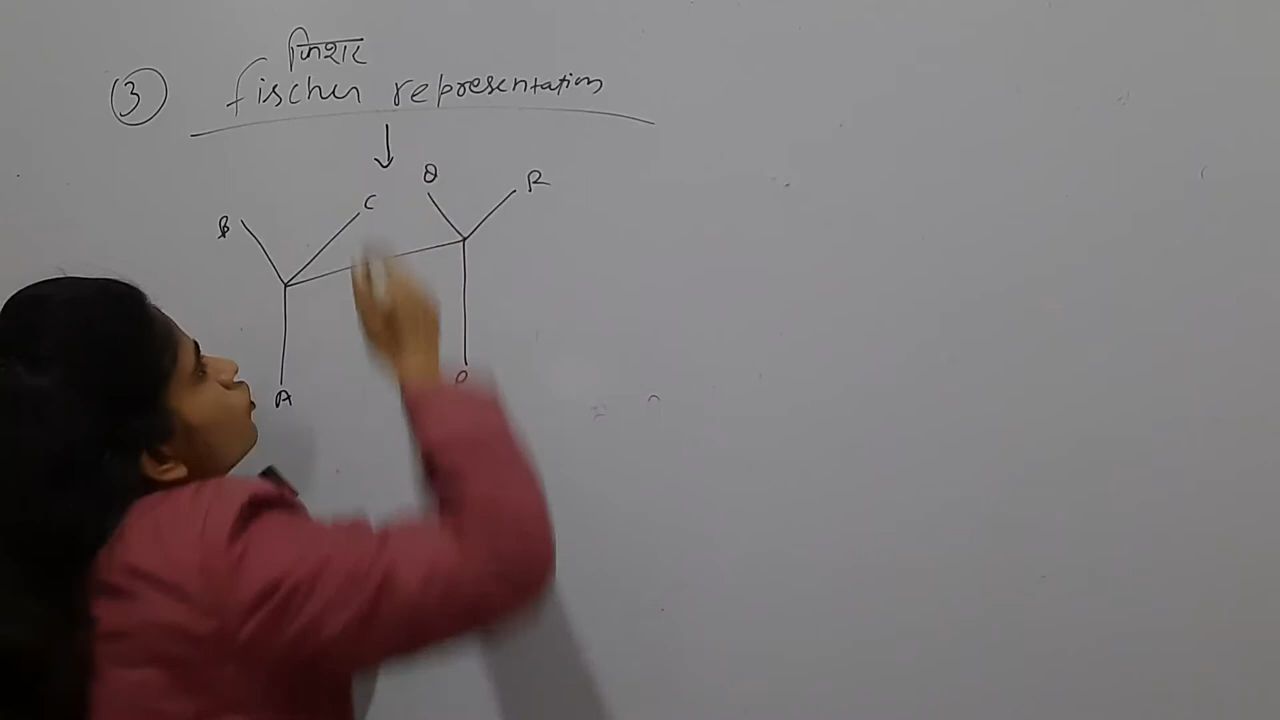 फिशर
③ fischer representation
Q R
B C
A P